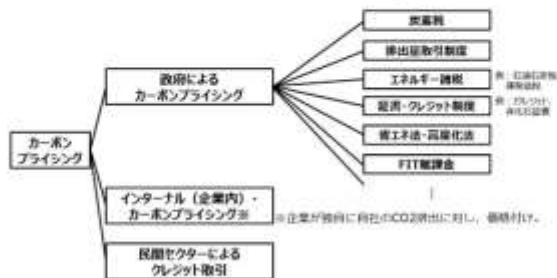 炭素税
排出量取引制度
エネルギー諸税
例：石油石炭税
証書・クレジット制度
省エネ法・高度化法
FIT賦課金
政府による
カーボンプライシング
カーボン
プライシング
インターナル（企業内）・
カーボンプライシング※
※企業が独自に自社のCO2排出に対し、価格付け。
民間セクターによる
クレジット取引